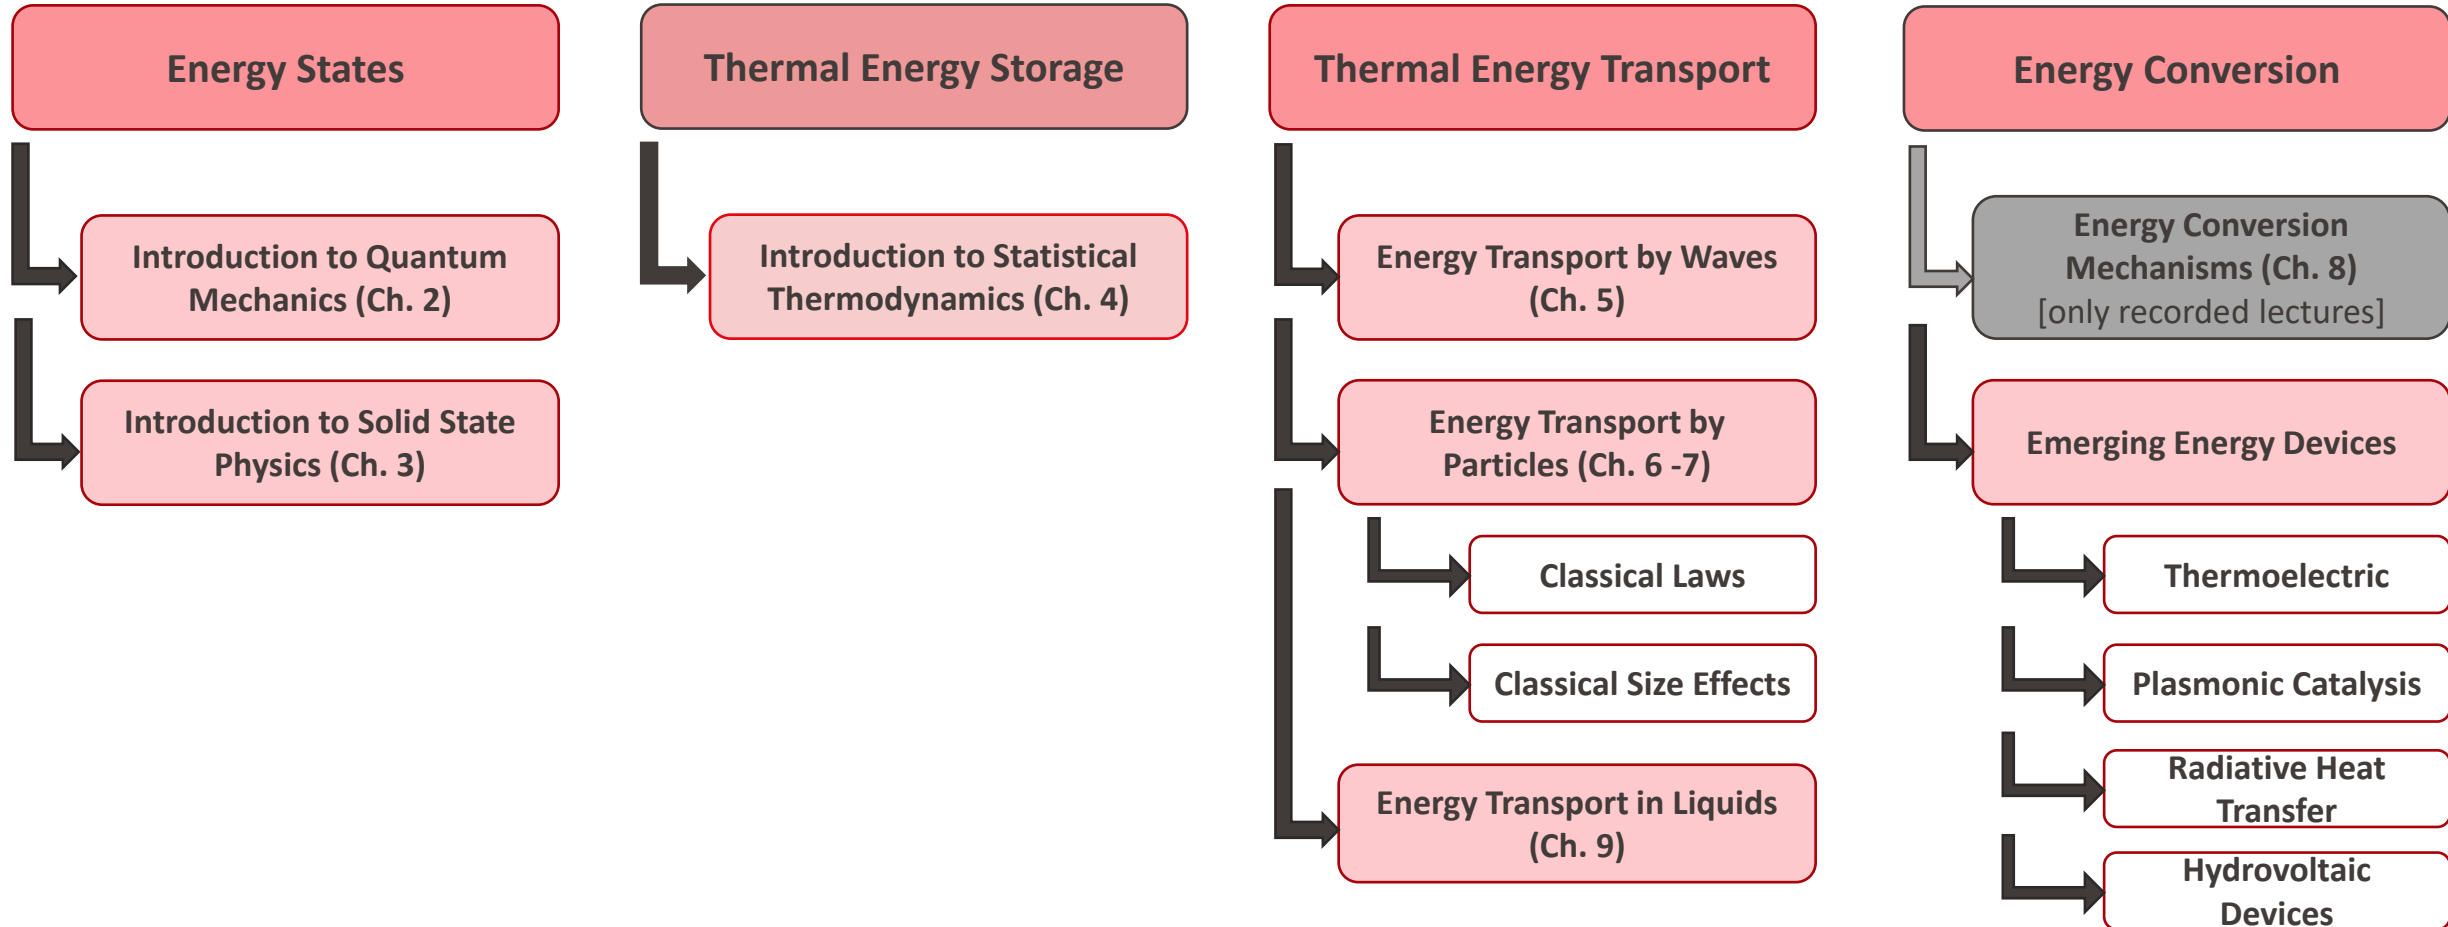 Energy States
Introduction to Quantum
Mechanics (Ch. 2)
Introduction to Solid State
Physics (Ch. 3)
Thermal Energy Storage
Introduction to Statistical
Thermodynamics (Ch. 4)
Thermal Energy Transport
Energy Transport by Waves
(Ch. 5)
Energy Transport by
Particles (Ch. 6 -7)
Classical Laws
Classical Size Effects
Energy Transport in Liquids
(Ch. 9)
Energy Conversion
Energy Conversion
Mechanisms (Ch. 8)
[only recorded lectures]
Emerging Energy Devices
Thermoelectric
Plasmonic Catalysis
Radiative Heat
Transfer
Hydrovoltaic
Devices